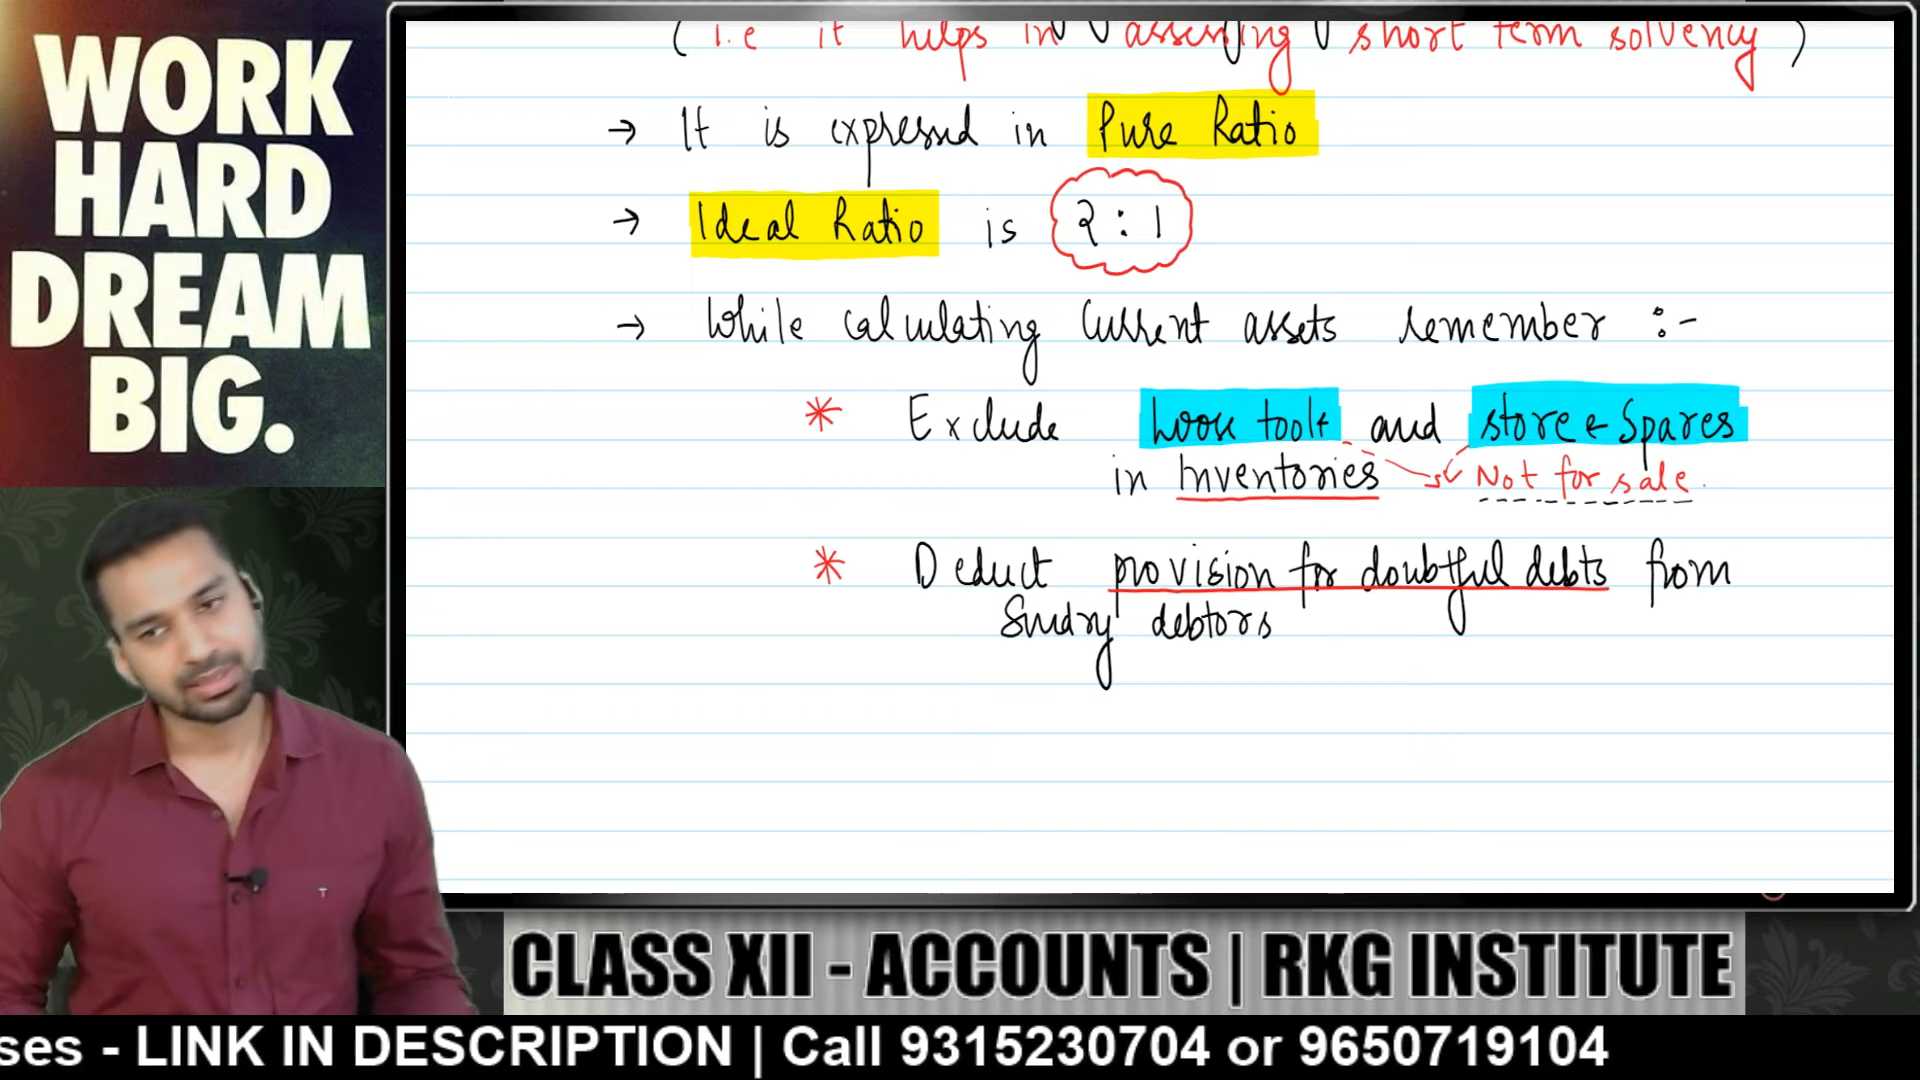 WORK
HARD
DREAM
BIG.
( i.e it helps in assessing short term solvency )
→ It is expressed in Pure Ratio
→ Ideal Ratio is 2 : 1
→ While calculating Current assets remember :-
* Exclude loose tools and store & Spares
in Inventories Not for sale.
* Deduct provision for doubtful debts from
Sundry debtors
CLASS XII - ACCOUNTS | RKG INSTITUTE
ses - LINK IN DESCRIPTION | Call 9315230704 or 9650719104